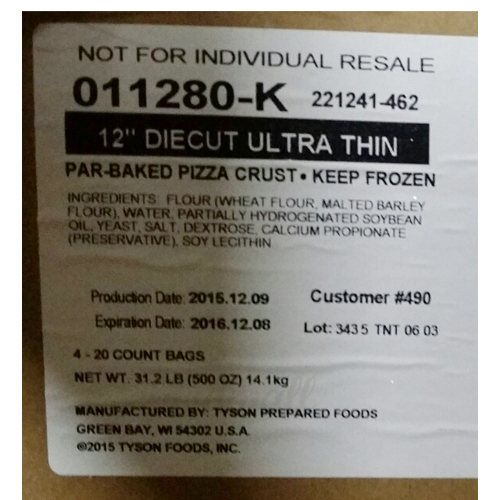 NOT FOR INDIVIDUAL RESALE
011280-K 221241-462
12" DIECUT ULTRA THIN
PAR-BAKED PIZZA CRUST • KEEP FROZEN
INGREDIENTS: FLOUR (WHEAT FLOUR, MALTED BARLEY
FLOUR), WATER, PARTIALLY HYDROGENATED SOYBEAN
OIL, YEAST, SALT, DEXTROSE, CALCIUM PROPIONATE
(PRESERVATIVE), SOY LECITHIN
Production Date: 2015.12.09 Customer #490
Expiration Date: 2016.12.08 Lot: 3435 TNT 06 03
4 - 20 COUNT BAGS
NET WT. 31.2 LB (500 OZ) 14.1kg
MANUFACTURED BY: TYSON PREPARED FOODS
GREEN BAY, WI 54302 U.S.A.
©2015 TYSON FOODS, INC.